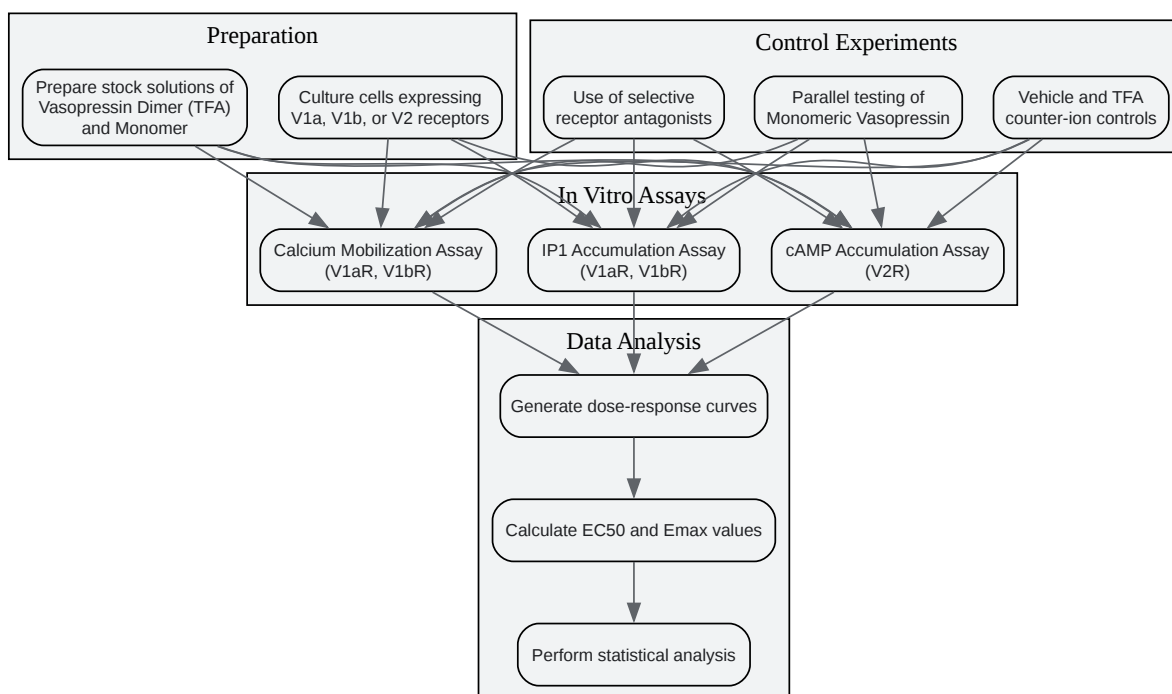 Preparation
Prepare stock solutions of
Vasopressin Dimer (TFA)
and Monomer
Culture cells expressing
V1a, V1b, or V2 receptors
Control Experiments
Use of selective
receptor antagonists
Parallel testing of
Monomeric Vasopressin
Vehicle and TFA
counter-ion controls
In Vitro Assays
Calcium Mobilization Assay
(V1aR, V1bR)
IP1 Accumulation Assay
(V1aR, V1bR)
cAMP Accumulation Assay
(V2R)
Data Analysis
Generate dose-response curves
Calculate EC50 and Emax values
Perform statistical analysis